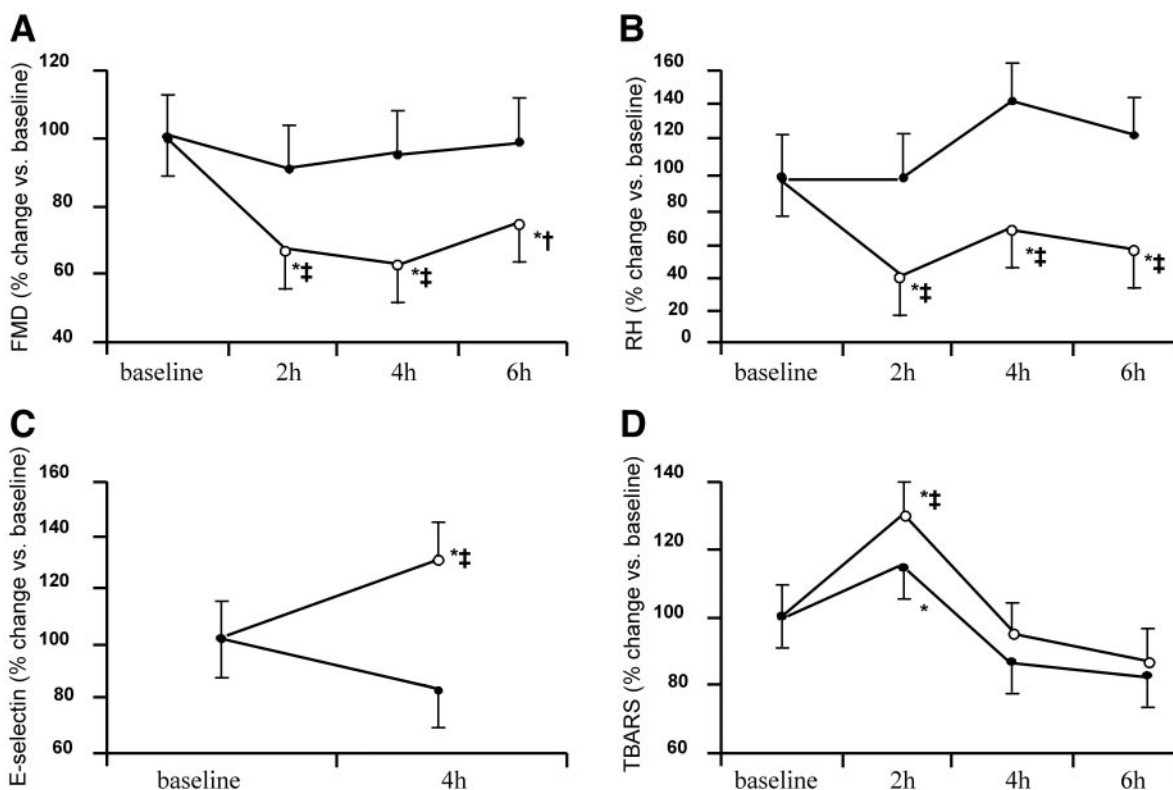 A
FMD (% change vs. baseline)
120
100
80
60
40
*‡
*‡
*†
baseline 2h 4h 6h
B
RH (% change vs. baseline)
160
140
120
100
80
60
40
20
0
*‡
*‡
*‡
baseline 2h 4h 6h
C
E-selectin (% change vs. baseline)
160
140
120
100
80
60
*‡
baseline 4h
D
TBARS (% change vs. baseline)
140
120
100
80
60
*‡
*
baseline 2h 4h 6h